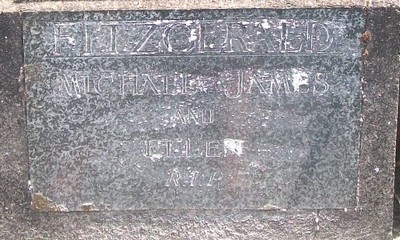 FITZGERALD
MICHAEL JAMES
AND
ELLEN
R.I.P.